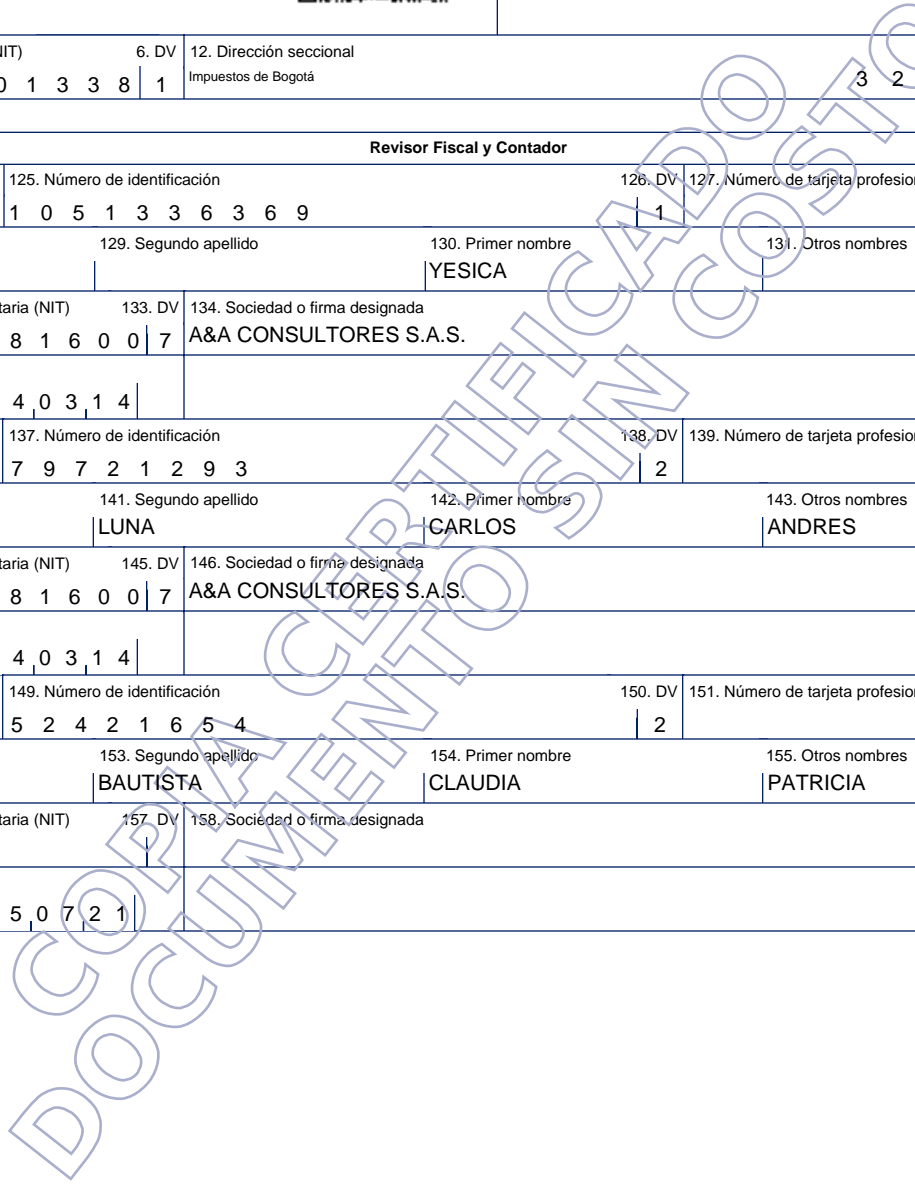 NIT) 6. DV 12. Dirección seccional
0 1 3 3 8 1 Impuestos de Bogotá 3 2
Revisor Fiscal y Contador
125. Número de identificación 126. DV 127. Número de tarjeta profesion
1 0 5 1 3 3 6 3 6 9 1
129. Segundo apellido 130. Primer nombre 131. Otros nombres
YESICA
taria (NIT) 133. DV 134. Sociedad o firma designada
8 1 6 0 0 7 A&A CONSULTORES S.A.S.
4 0 3 1 4
137. Número de identificación 138. DV 139. Número de tarjeta profesion
7 9 7 2 1 2 9 3 2
141. Segundo apellido 142. Primer nombre 143. Otros nombres
LUNA CARLOS ANDRES
taria (NIT) 145. DV 146. Sociedad o firma designada
8 1 6 0 0 7 A&A CONSULTORES S.A.S.
4 0 3 1 4
149. Número de identificación 150. DV 151. Número de tarjeta profesion
5 2 4 2 1 6 5 4 2
153. Segundo apellido 154. Primer nombre 155. Otros nombres
BAUTISTA CLAUDIA PATRICIA
taria (NIT) 157. DV 158. Sociedad o firma designada
5 0 7 2 1
COPIA CERTIFICADO
DOCUMENTO SIN COSTO